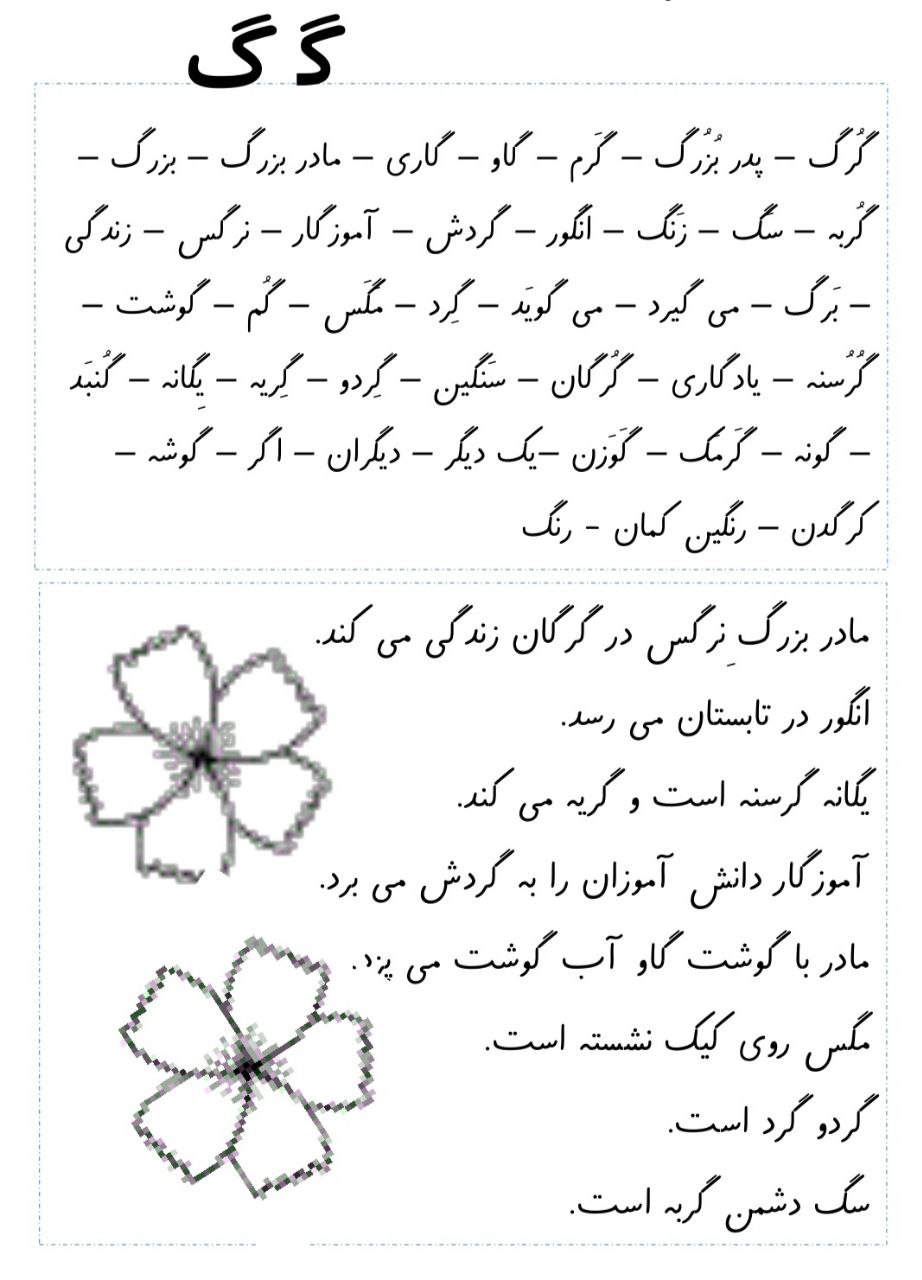 گ گ
گُرگ – پدر بُزُرگ – گَرم – گاو – گاری – مادر بزرگ – بزرگ –
گُربه – سَگ – زَنگ – انگور – گردش – آموزگار – نرگس – زندگی
– بَرگ – می گیرد – می گویَد – گِرد – مگَس – گُم – گوشت –
گُرُسنه – یادگاری – گُرگان – سَنگین – گِردو – گِریه – یِگانه – گُنبَد
– گونه – گَرمَک – گَوَزن –یک دیگر – دیگران – اگر – گوشه –
کرگدن – رنگین کمان - رنگ
مادر بزرگ نرگس در گرگان زندگی می کند.
انگور در تابستان می رسد.
یگانه گرسنه است و گریه می کند.
آموزگار دانش آموزان را به گردش می برد.
مادر با گوشت گاو آب گوشت می پزد.
مگس روی کیک نشسته است.
گردو گرد است.
سگ دشمن گربه است.